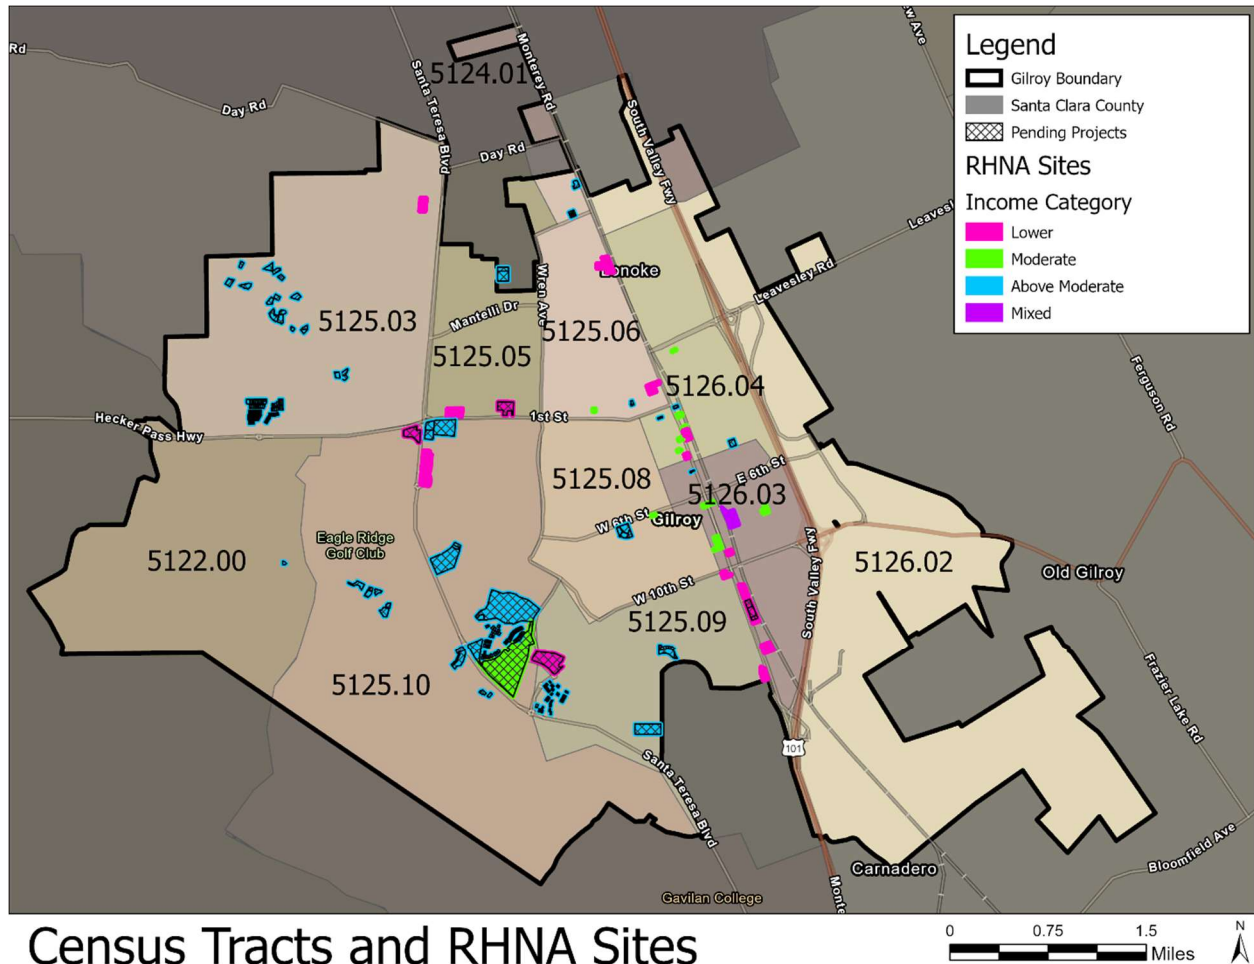 Rd
Day Rd
Santa Teresa Blvd
5124.01
Monterey Rd
South Valley Fwy
Day Rd
Legend
Gilroy Boundary
Santa Clara County
Pending Projects
RHNA Sites
Income Category
Lower
Moderate
Above Moderate
Mixed
ew Ave
Leavesl
Leavesley Rd
Lonoke
Wren Ave
Mantelli Dr
5125.03
5125.06
5125.05
5126.04
Ferguson Rd
Hecker Pass Hwy
1st St
5125.08
E 6th St
5126.03
W 6th St
Gilroy
Eagle Ridge
Golf Club
5122.00
5126.02
Old Gilroy
W 10th St
South Valley Fwy
5125.09
5125.10
Frazier Lake Rd
101
Santa Teresa Blvd
Bloomfield Ave
Carnadero
Monte
Gavilan College
Census Tracts and RHNA Sites
0 0.75 1.5
Miles
N